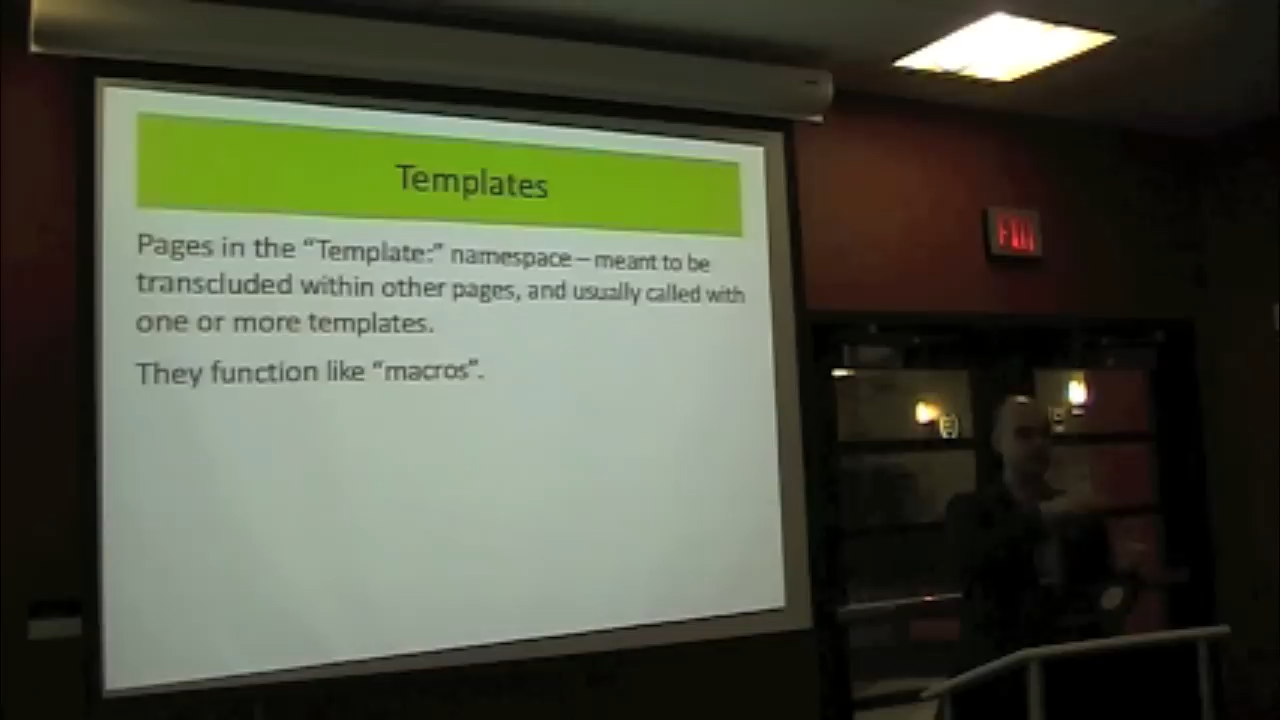 Templates
Pages in the “Template:” namespace – meant to be
transcluded within other pages, and usually called with
one or more templates.
They function like “macros”.
EXIT